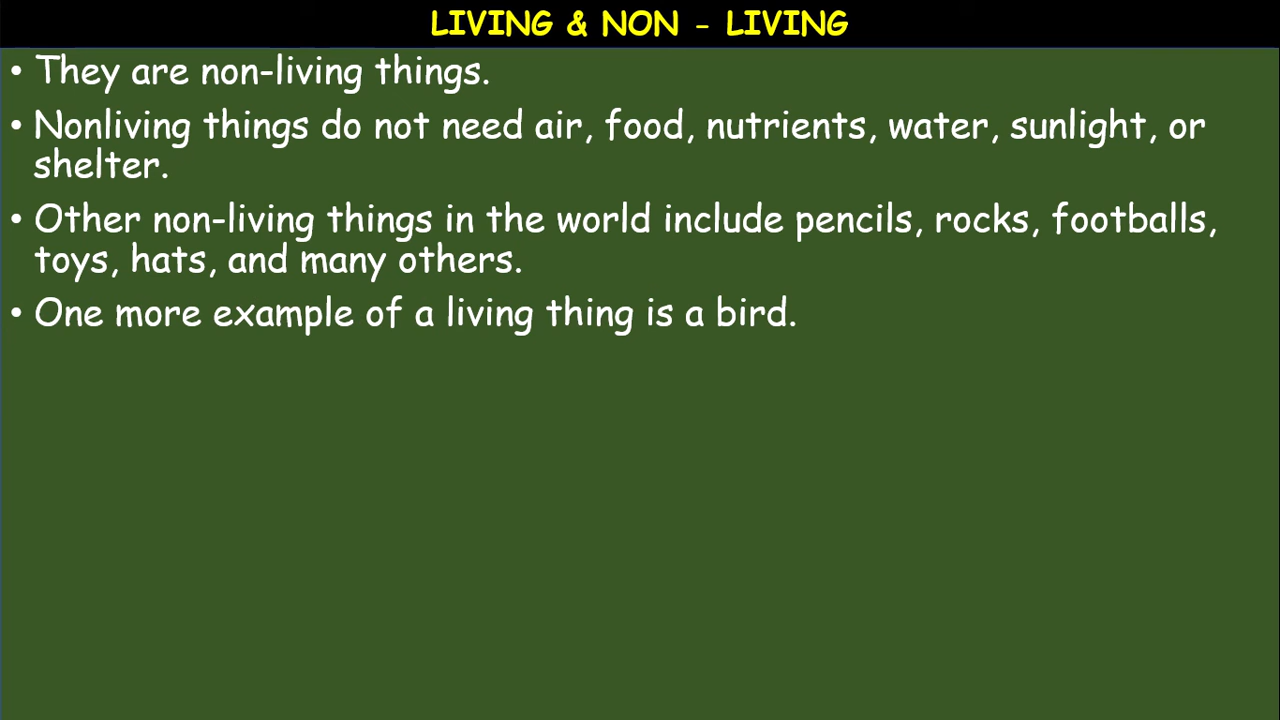 LIVING & NON - LIVING
• They are non-living things.
• Nonliving things do not need air, food, nutrients, water, sunlight, or
shelter.
• Other non-living things in the world include pencils, rocks, footballs,
toys, hats, and many others.
• One more example of a living thing is a bird.